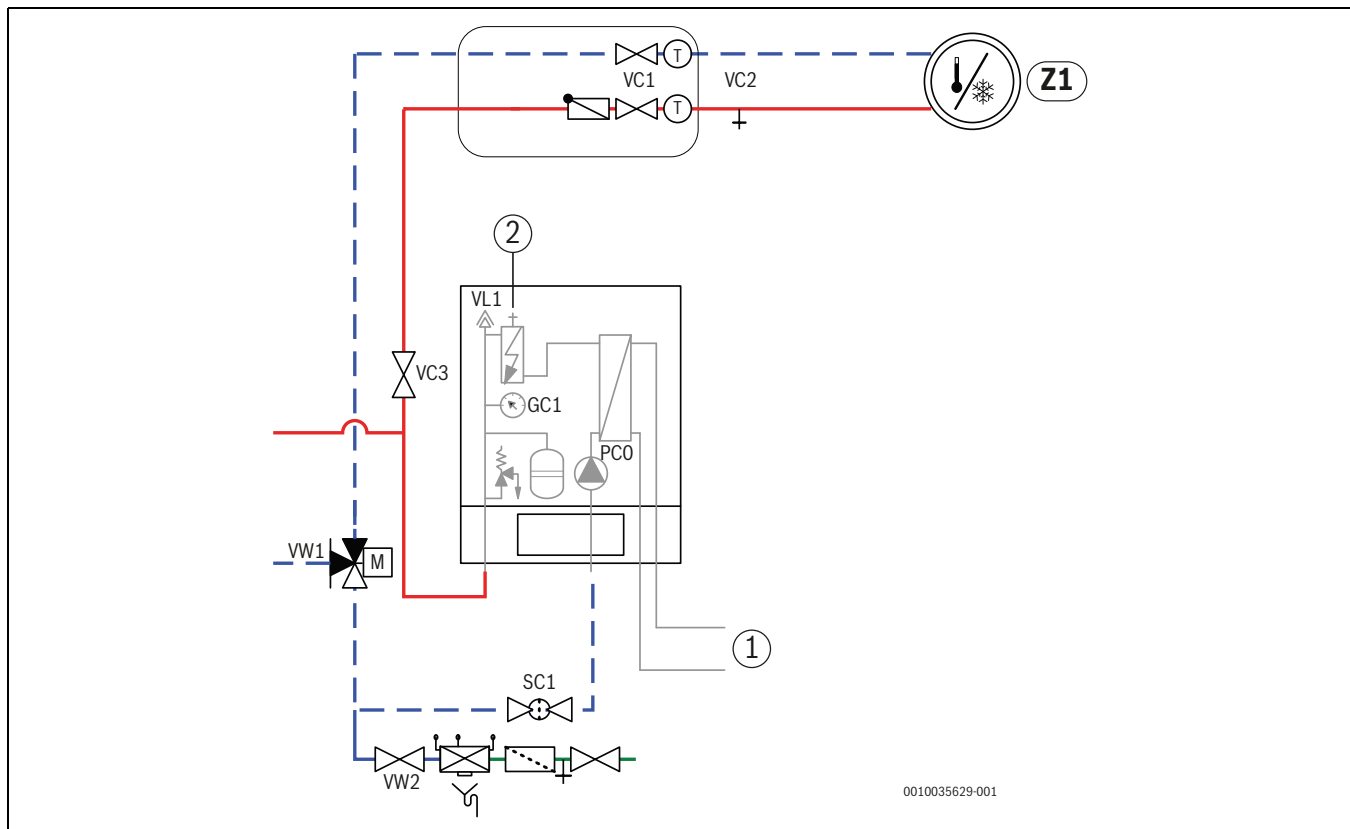 T
VC1
VC2
Z1
T
2
VL1
VC3
GC1
PC0
VW1
M
1
SC1
VW2
0010035629-001